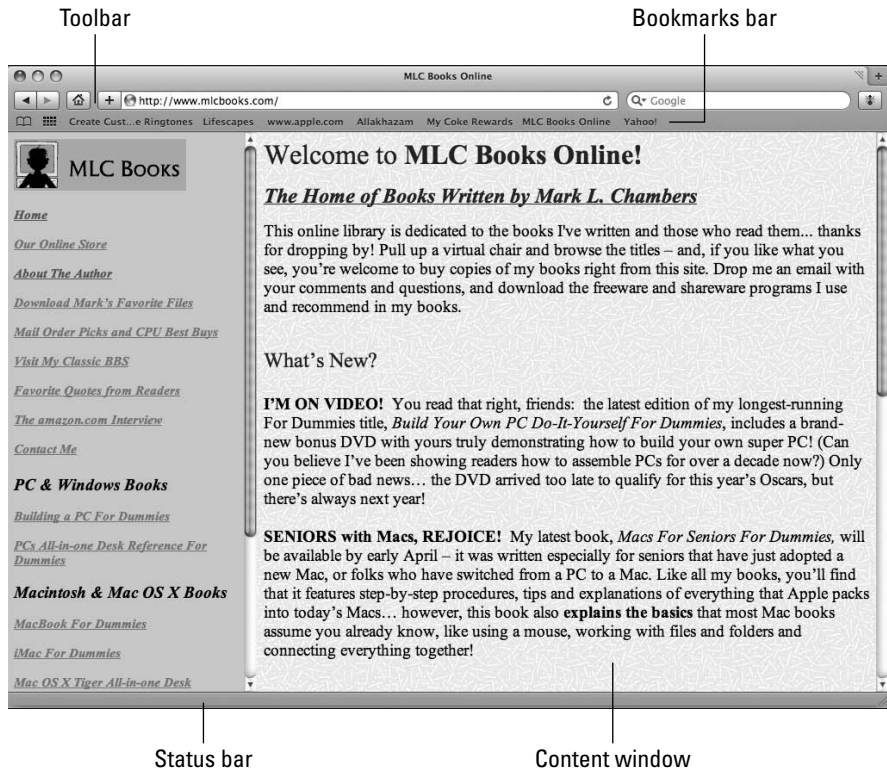 Toolbar
Bookmarks bar
MLC Books Online
http://www.mlcbooks.com/
Google
Create Cust...e Ringtones Lifescapes www.apple.com Allakhazam My Coke Rewards MLC Books Online Yahoo!
MLC BOOKS
Home
Our Online Store
About The Author
Download Mark's Favorite Files
Mail Order Picks and CPU Best Buys
Visit My Classic BBS
Favorite Quotes from Readers
The amazon.com Interview
Contact Me
PC & Windows Books
Building a PC For Dummies
PCs All-in-one Desk Reference For
Dummies
Macintosh & Mac OS X Books
MacBook For Dummies
iMac For Dummies
Mac OS X Tiger All-in-one Desk
Welcome to MLC Books Online!
The Home of Books Written by Mark L. Chambers
This online library is dedicated to the books I've written and those who read them... thanks
for dropping by! Pull up a virtual chair and browse the titles – and, if you like what you
see, you're welcome to buy copies of my books right from this site. Drop me an email with
your comments and questions, and download the freeware and shareware programs I use
and recommend in my books.
What's New?
I'M ON VIDEO! You read that right, friends: the latest edition of my longest-running
For Dummies title, Build Your Own PC Do-It-Yourself For Dummies, includes a brand-
new bonus DVD with yours truly demonstrating how to build your own super PC! (Can
you believe I've been showing readers how to assemble PCs for over a decade now?) Only
one piece of bad news… the DVD arrived too late to qualify for this year's Oscars, but
there's always next year!
SENIORS with Macs, REJOICE! My latest book, Macs For Seniors For Dummies, will
be available by early April – it was written especially for seniors that have just adopted a
new Mac, or folks who have switched from a PC to a Mac. Like all my books, you'll find
that it features step-by-step procedures, tips and explanations of everything that Apple packs
into today's Macs… however, this book also explains the basics that most Mac books
assume you already know, like using a mouse, working with files and folders and
connecting everything together!
Status bar
Content window